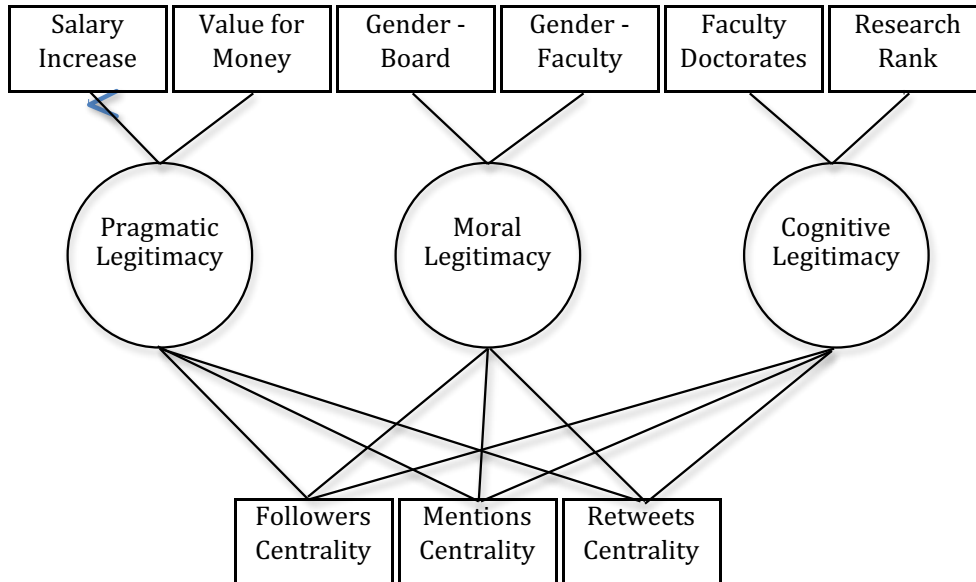 Salary
Increase
Value for
Money
Gender -
Board
Gender -
Faculty
Faculty
Doctorates
Research
Rank
Pragmatic
Legitimacy
Moral
Legitimacy
Cognitive
Legitimacy
Followers
Centrality
Mentions
Centrality
Retweets
Centrality